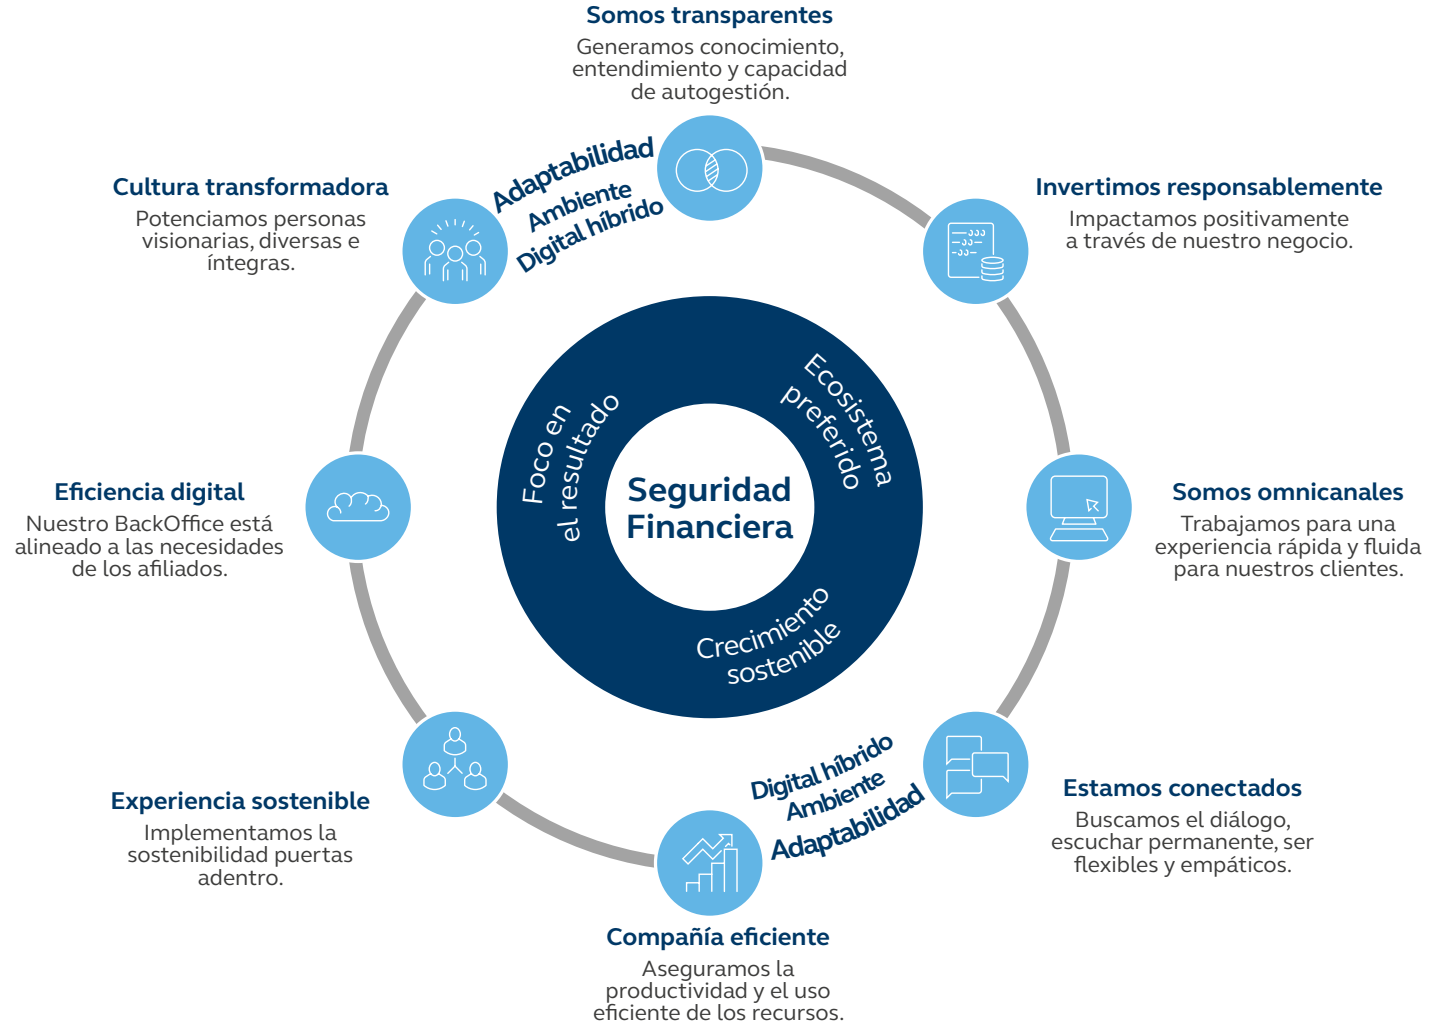 Somos transparentes
Generamos conocimiento,
entendimiento y capacidad
de autogestión.
Adaptabilidad
Ambiente
Digital híbrido
Cultura transformadora
Potenciamos personas
visionarias, diversas e
íntegras.
Invertimos responsablemente
Impactamos positivamente
a través de nuestro negocio.
Foco en
el resultado
Ecosistema
preferido
Seguridad
Financiera
Crecimiento
sostenible
Eficiencia digital
Nuestro BackOffice está
alineado a las necesidades
de los afiliados.
Somos omnicanales
Trabajamos para una
experiencia rápida y fluida
para nuestros clientes.
Digital híbrido
Ambiente
Adaptabilidad
Experiencia sostenible
Implementamos la
sostenibilidad puertas
adentro.
Estamos conectados
Buscamos el diálogo,
escuchar permanente, ser
flexibles y empáticos.
Compañía eficiente
Aseguramos la
productividad y el uso
eficiente de los recursos.